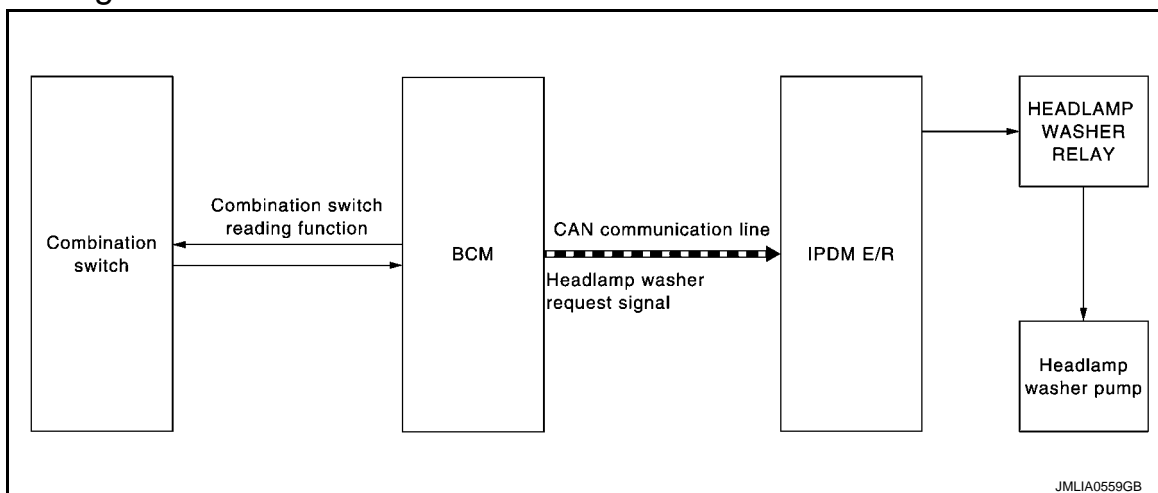 Combination
switch
Combination switch
reading function
BCM
CAN communication line
Headlamp washer
request signal
IPDM E/R
HEADLAMP
WASHER
RELAY
Headlamp
washer pump
JMLIA0559GB